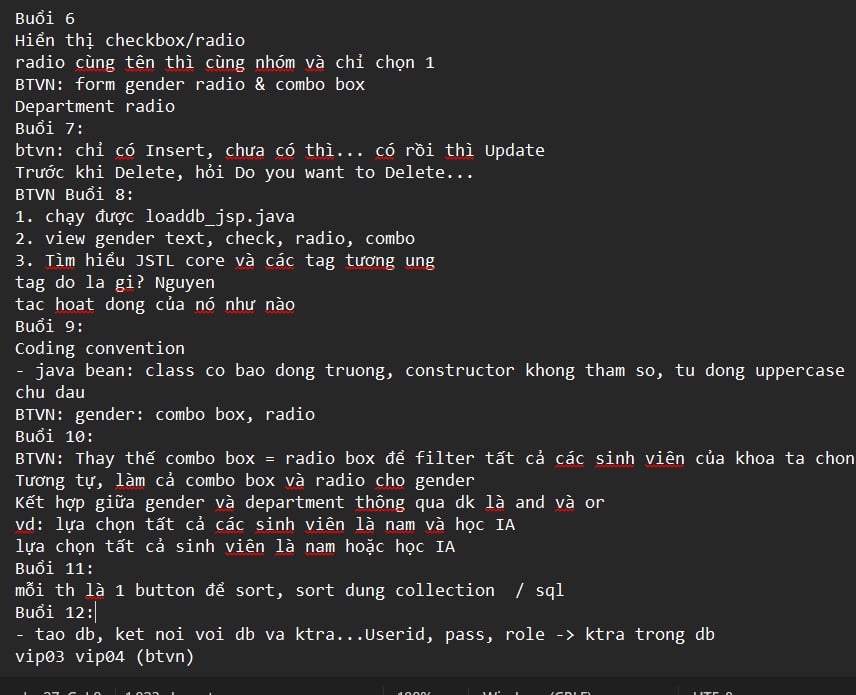 Buổi 6
Hiển thị checkbox/radio
radio cùng tên thì cùng nhóm và chỉ chọn 1
BTVN: form gender radio & combo box
Department radio
Buổi 7:
btvn: chỉ có Insert, chưa có thì... có rồi thì Update
Trước khi Delete, hỏi Do you want to Delete...
BTVN Buổi 8:
1. chạy được loaddb_jsp.java
2. view gender text, check, radio, combo
3. Tìm hiểu JSTL core và các tag tương ung
tag do la gi? Nguyen
tac hoat dong của nó như nào
Buổi 9:
Coding convention
- java bean: class co bao dong truong, constructor khong tham so, tu dong uppercase
chu dau
BTVN: gender: combo box, radio
Buổi 10:
BTVN: Thay thế combo box = radio box để filter tất cả các sinh viên của khoa ta chon
Tương tự, làm cả combo box và radio cho gender
Kết hợp giữa gender và department thông qua dk là and và or
vd: lựa chọn tất cả các sinh viên là nam và học IA
lựa chọn tất cả sinh viên là nam hoặc học IA
Buổi 11:
mỗi th là 1 button để sort, sort dung collection  / sql
Buổi 12:
- tao db, ket noi voi db va ktra...Userid, pass, role -> ktra trong db
vip03 vip04 (btvn)